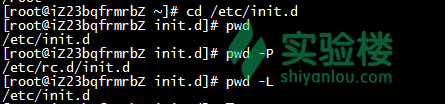 [root@iZ23bqfrmrbZ ~]# cd /etc/init.d
[root@iZ23bqfrmrbZ init.d]# pwd
/etc/init.d
[root@iZ23bqfrmrbZ init.d]# pwd -P
/etc/rc.d/init.d
[root@iZ23bqfrmrbZ init.d]# pwd -L
/etc/init.d
实验楼
shiyanlou.com